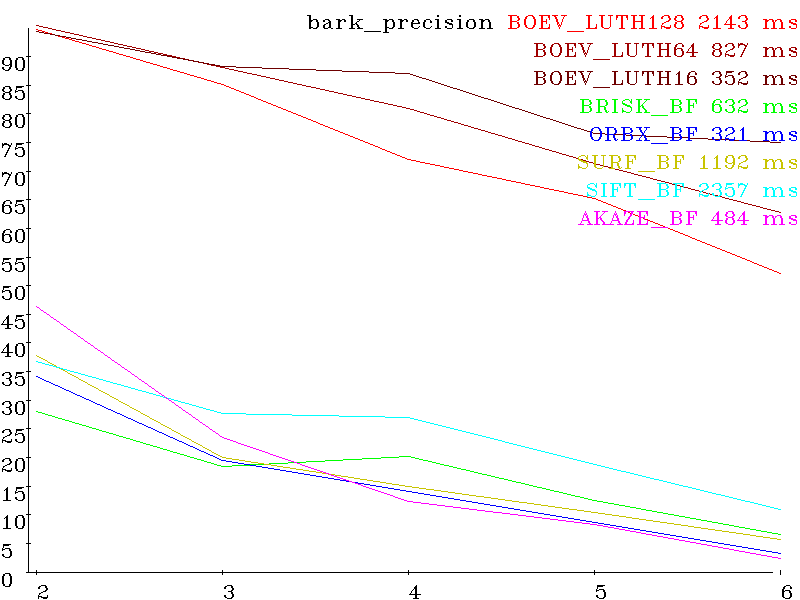 bark_precision BOEV_LUTH128 2143 ms
BOEV_LUTH64 827 ms
BOEV_LUTH16 352 ms
BRISK_BF 632 ms
ORBX_BF 321 ms
SURF_BF 1192 ms
SIFT_BF 2357 ms
AKAZE_BF 484 ms
90
85
80
75
70
65
60
55
50
45
40
35
30
25
20
15
10
5
0
2 3 4 5 6